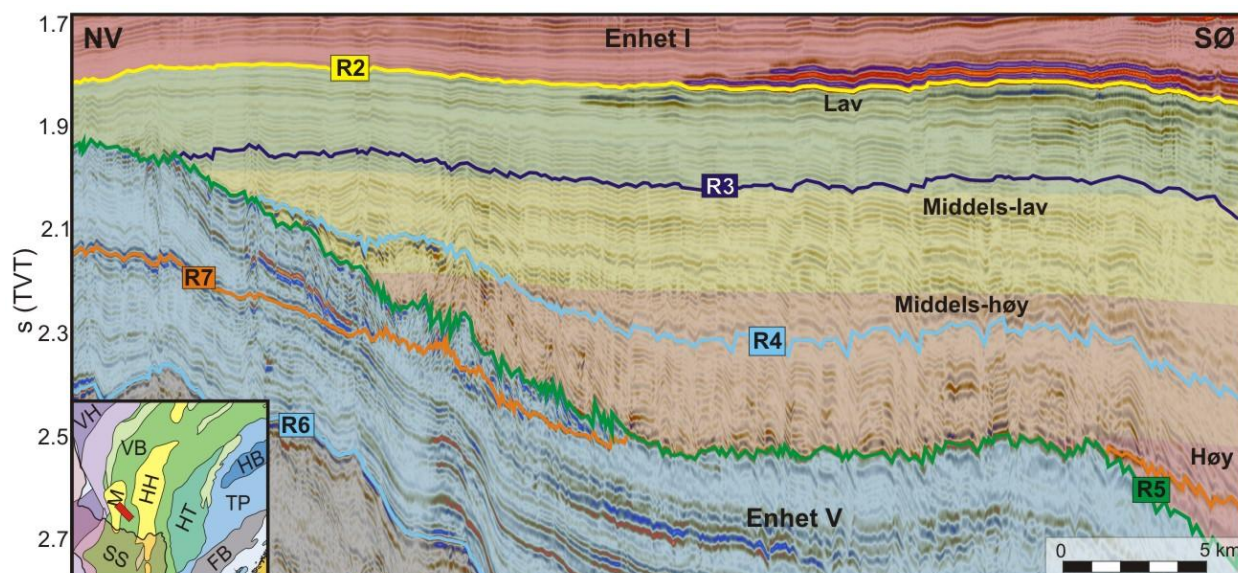 1.7
NV
Enhet I
SØ
R2
Lav
1.9
R3
Middels-lav
2.1
s (TVT)
R7
Middels-høy
2.3
R4
R6
2.5
Høy
R5
Enhet V
2.7
VH
VB
HB
M
HH
HT
TP
SS
FB
0
5 km